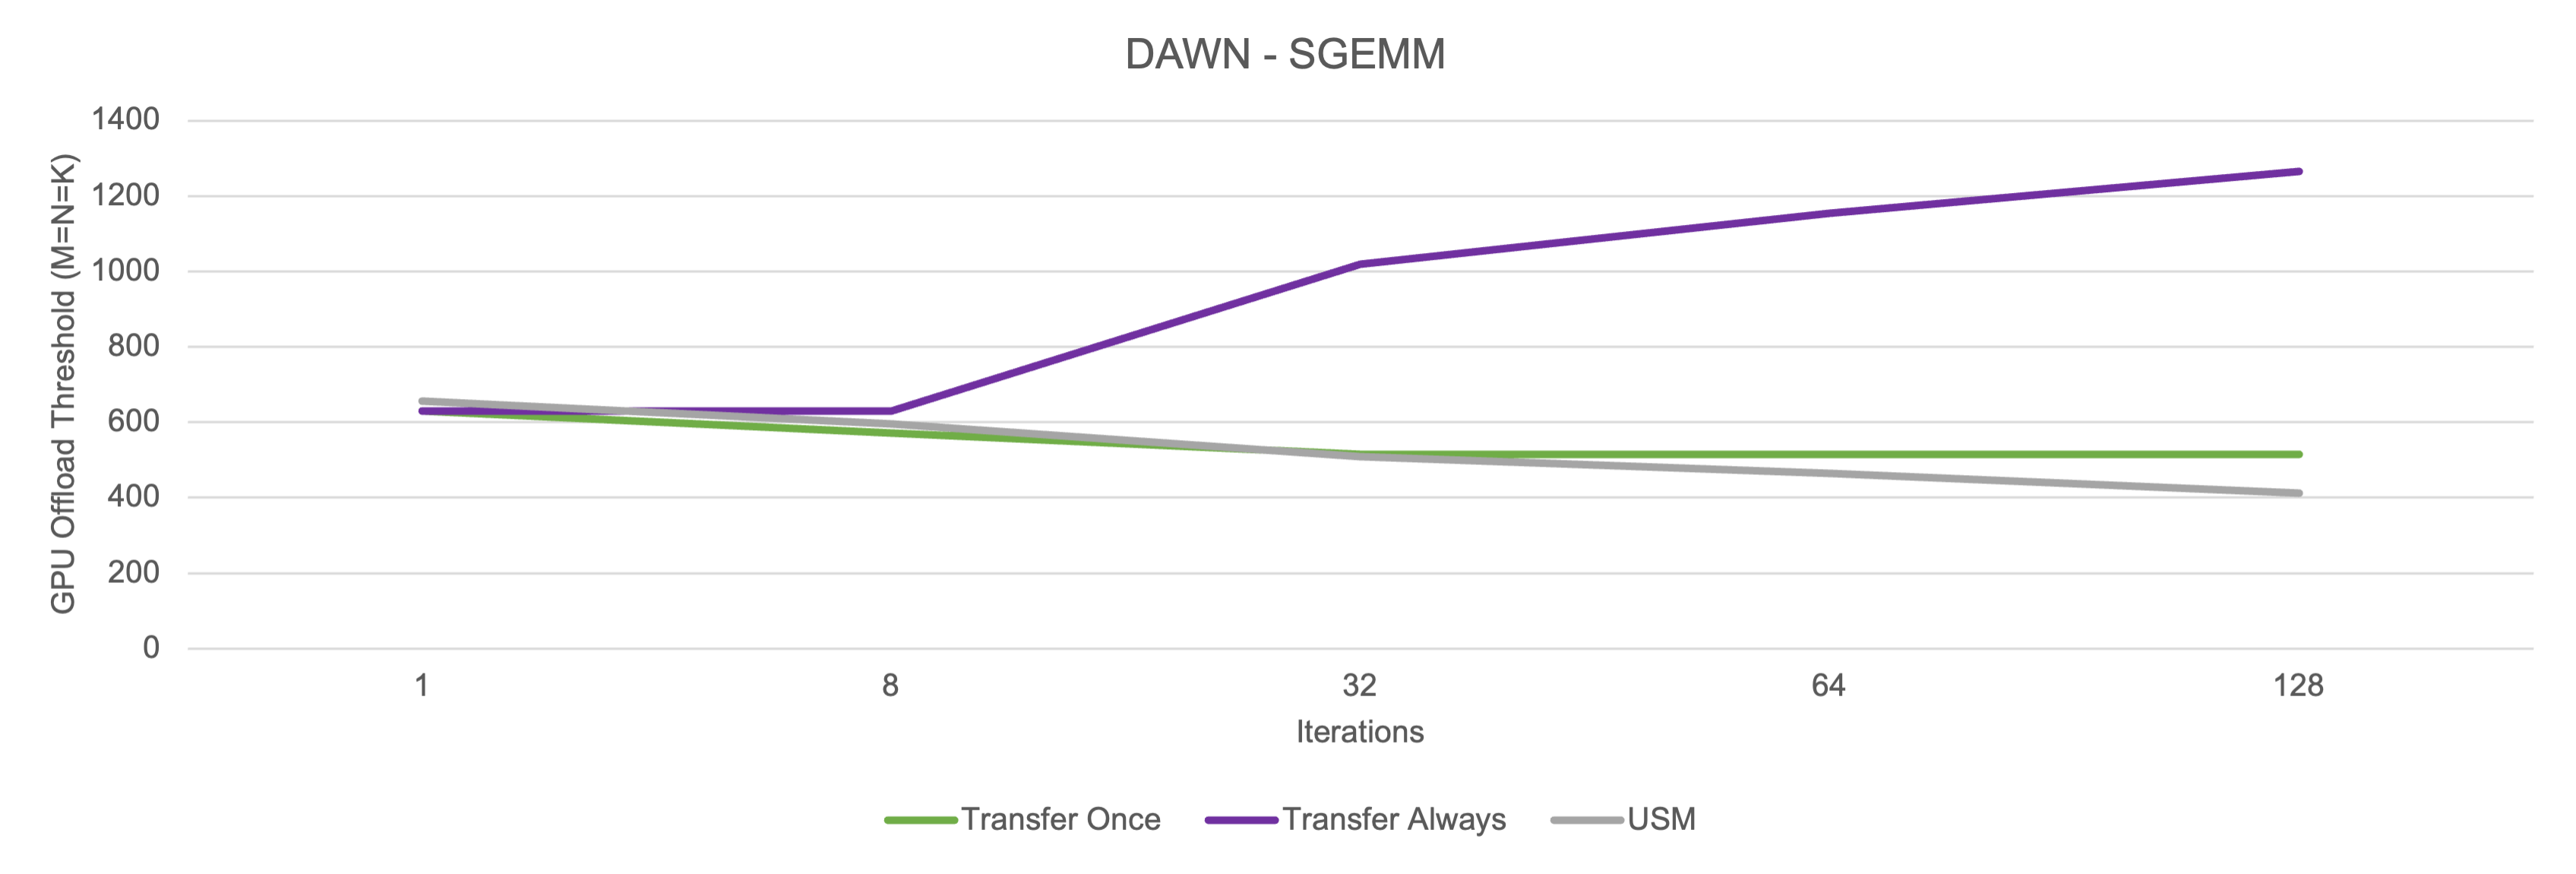 DAWN - SGEMM
GPU Offload Threshold (M=N=K)
1400
1200
1000
800
600
400
200
0
1 8 32 64 128
Iterations
Transfer Once Transfer Always USM